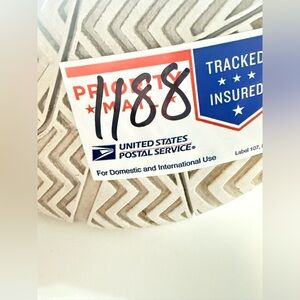 PRIORITY
★ MAIL ★
1188
TRACKED
★ ★ ★
INSURED
UNITED STATES
POSTAL SERVICE®
For Domestic and International Use
Label 107,